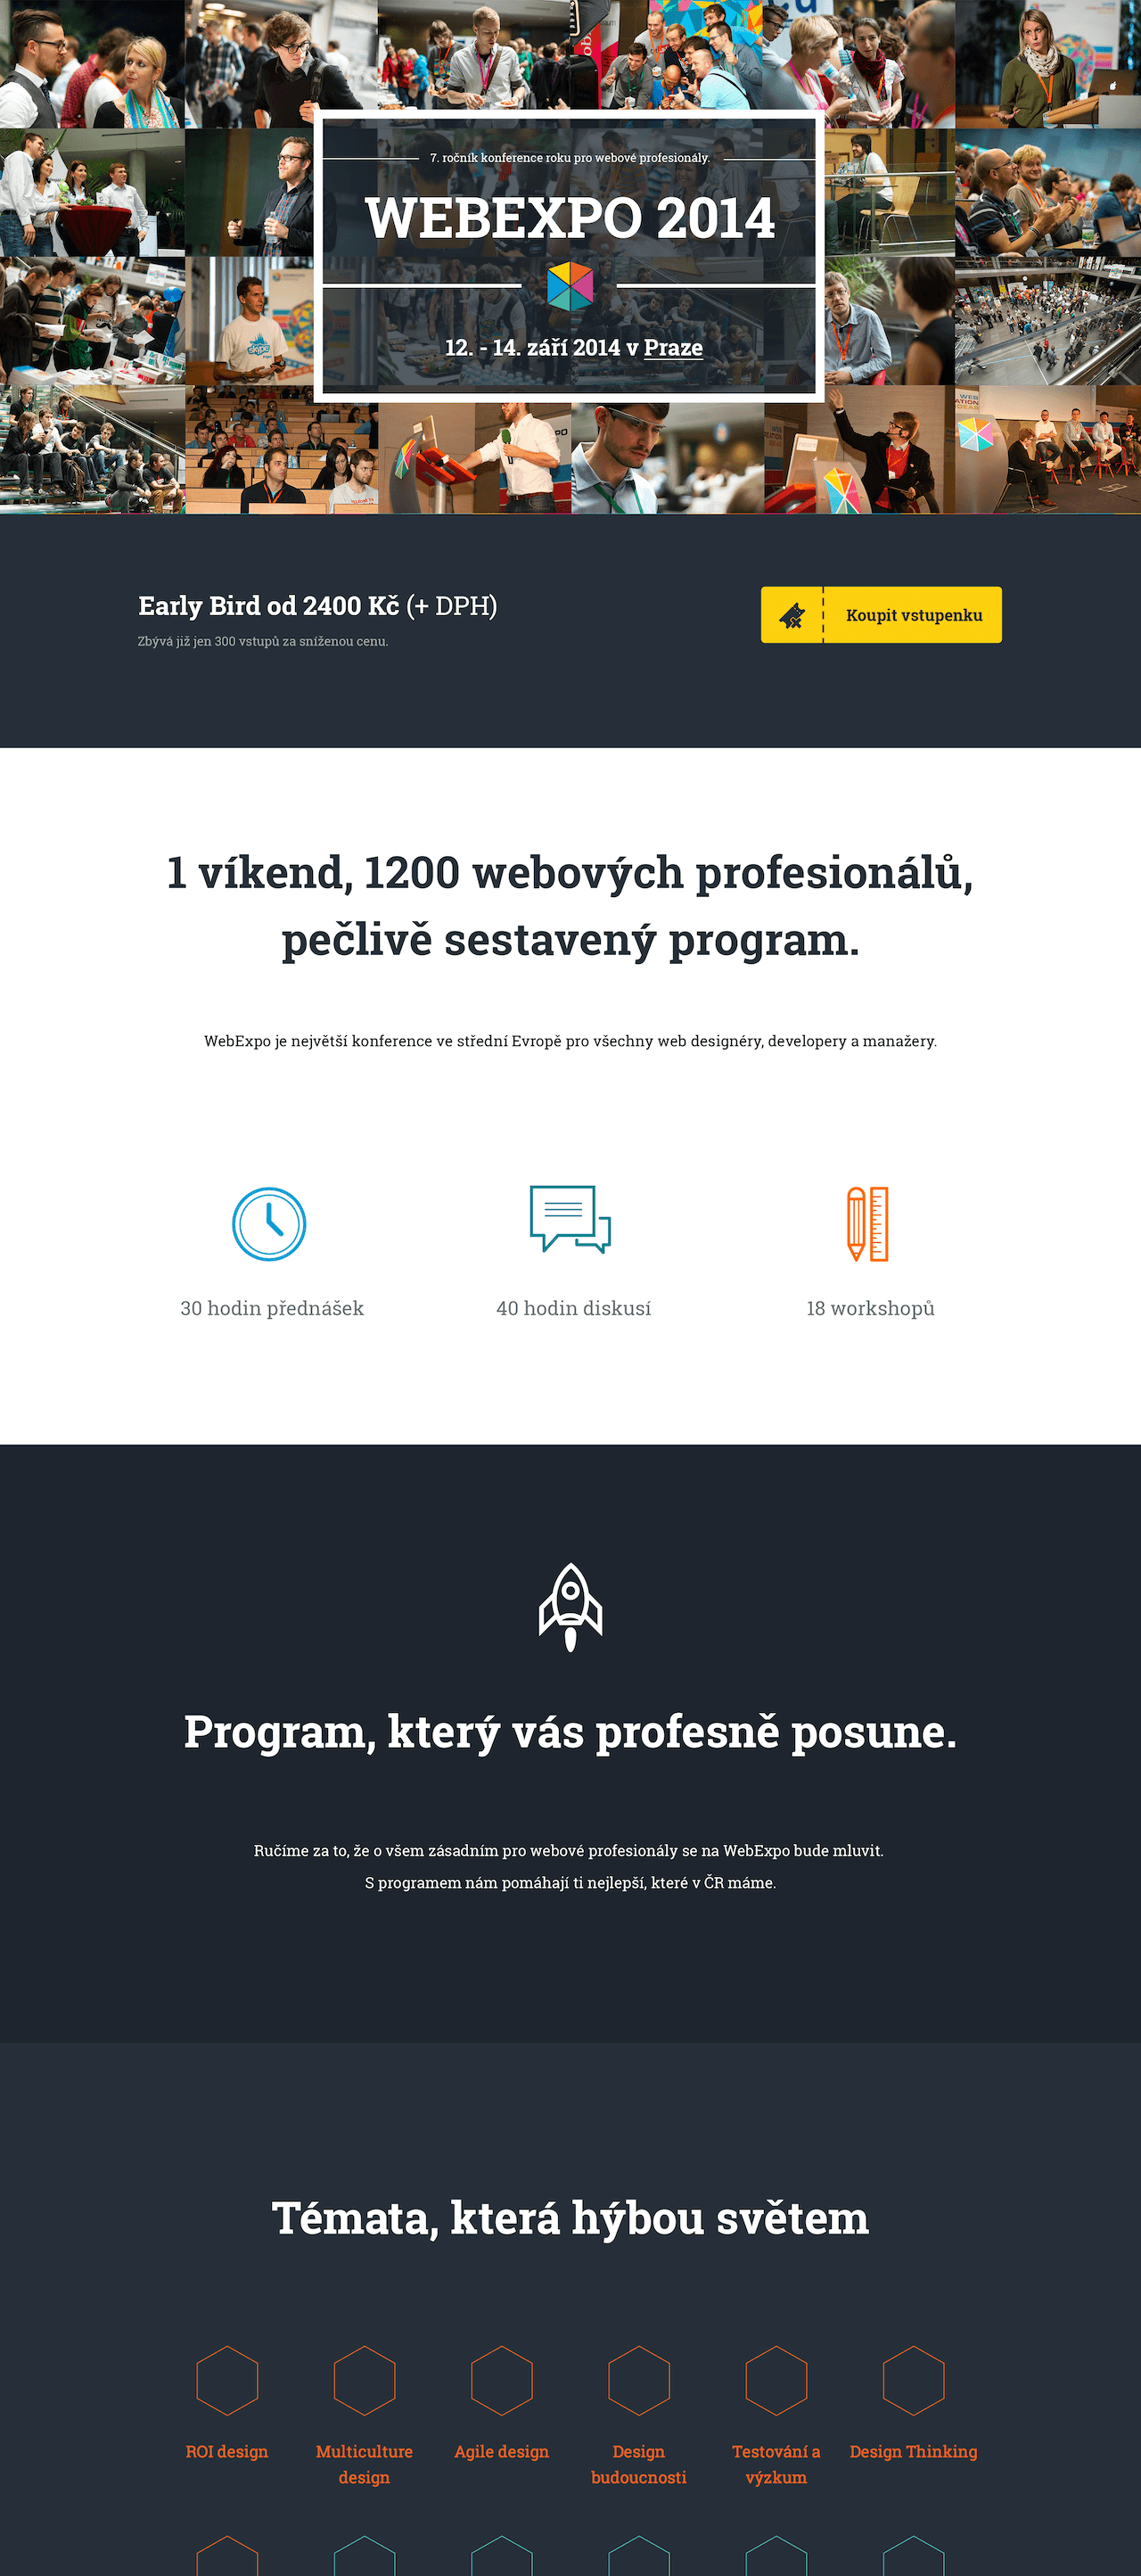 7. ročník konference roku pro webové profesionály.
WEBEXPO 2014
12. - 14. září 2014 v Praze
Early Bird od 2400 Kč (+ DPH)
Zbývá již jen 300 vstupů za sníženou cenu.
Koupit vstupenku
1 víkend, 1200 webových profesionálů,
pečlivě sestavený program.
WebExpo je největší konference ve střední Evropě pro všechny web designéry, developery a manažery.
30 hodin přednášek
40 hodin diskusí
18 workshopů
Program, který vás profesně posune.
Ručíme za to, že o všem zásadním pro webové profesionály se na WebExpo bude mluvit.
S programem nám pomáhají ti nejlepší, které v ČR máme.
Témata, která hýbou světem
ROI design
Multiculture
design
Agile design
Design
budoucnosti
Testování a
výzkum
Design Thinking